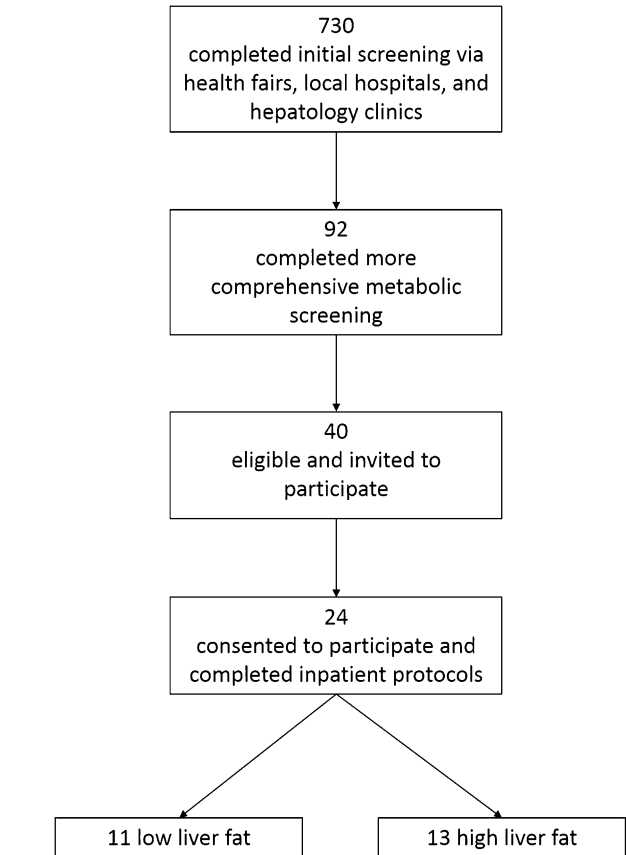 730
completed initial screening via
health fairs, local hospitals, and
hepatology clinics
92
completed more
comprehensive metabolic
screening
40
eligible and invited to
participate
24
consented to participate and
completed inpatient protocols
11 low liver fat
13 high liver fat